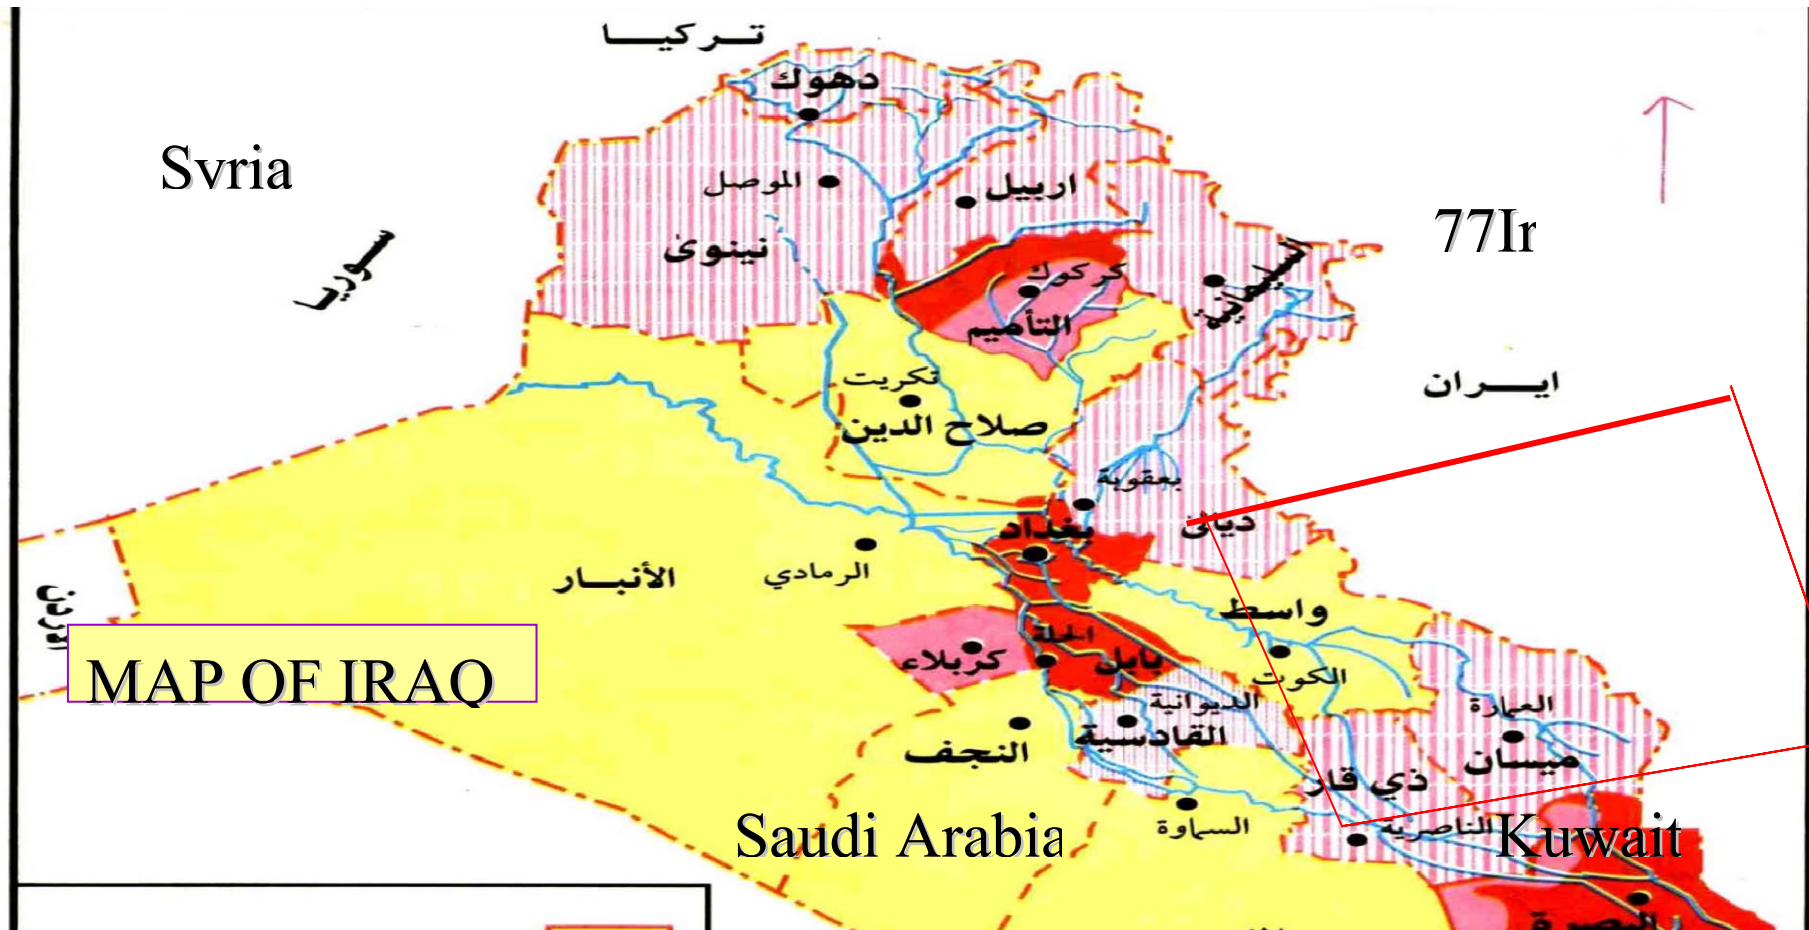 تركيا
دهوك
Svria
الموصل
اربيل
77Ir
سوريا
نينوى
السليمانية
كركوك
التأميم
ايران
تكريت
صلاح الدين
بعقوبة
ديالى
بغداد
الرمادي
الأنبار
الأردن
واسط
الحلة
بابل
كربلاء
الكوت
MAP OF IRAQ
الديوانية
العمارة
القادسية
النجف
ميسان
ذي قار
السماوة
الناصرية
Saudi Arabia
Kuwait
البصرة